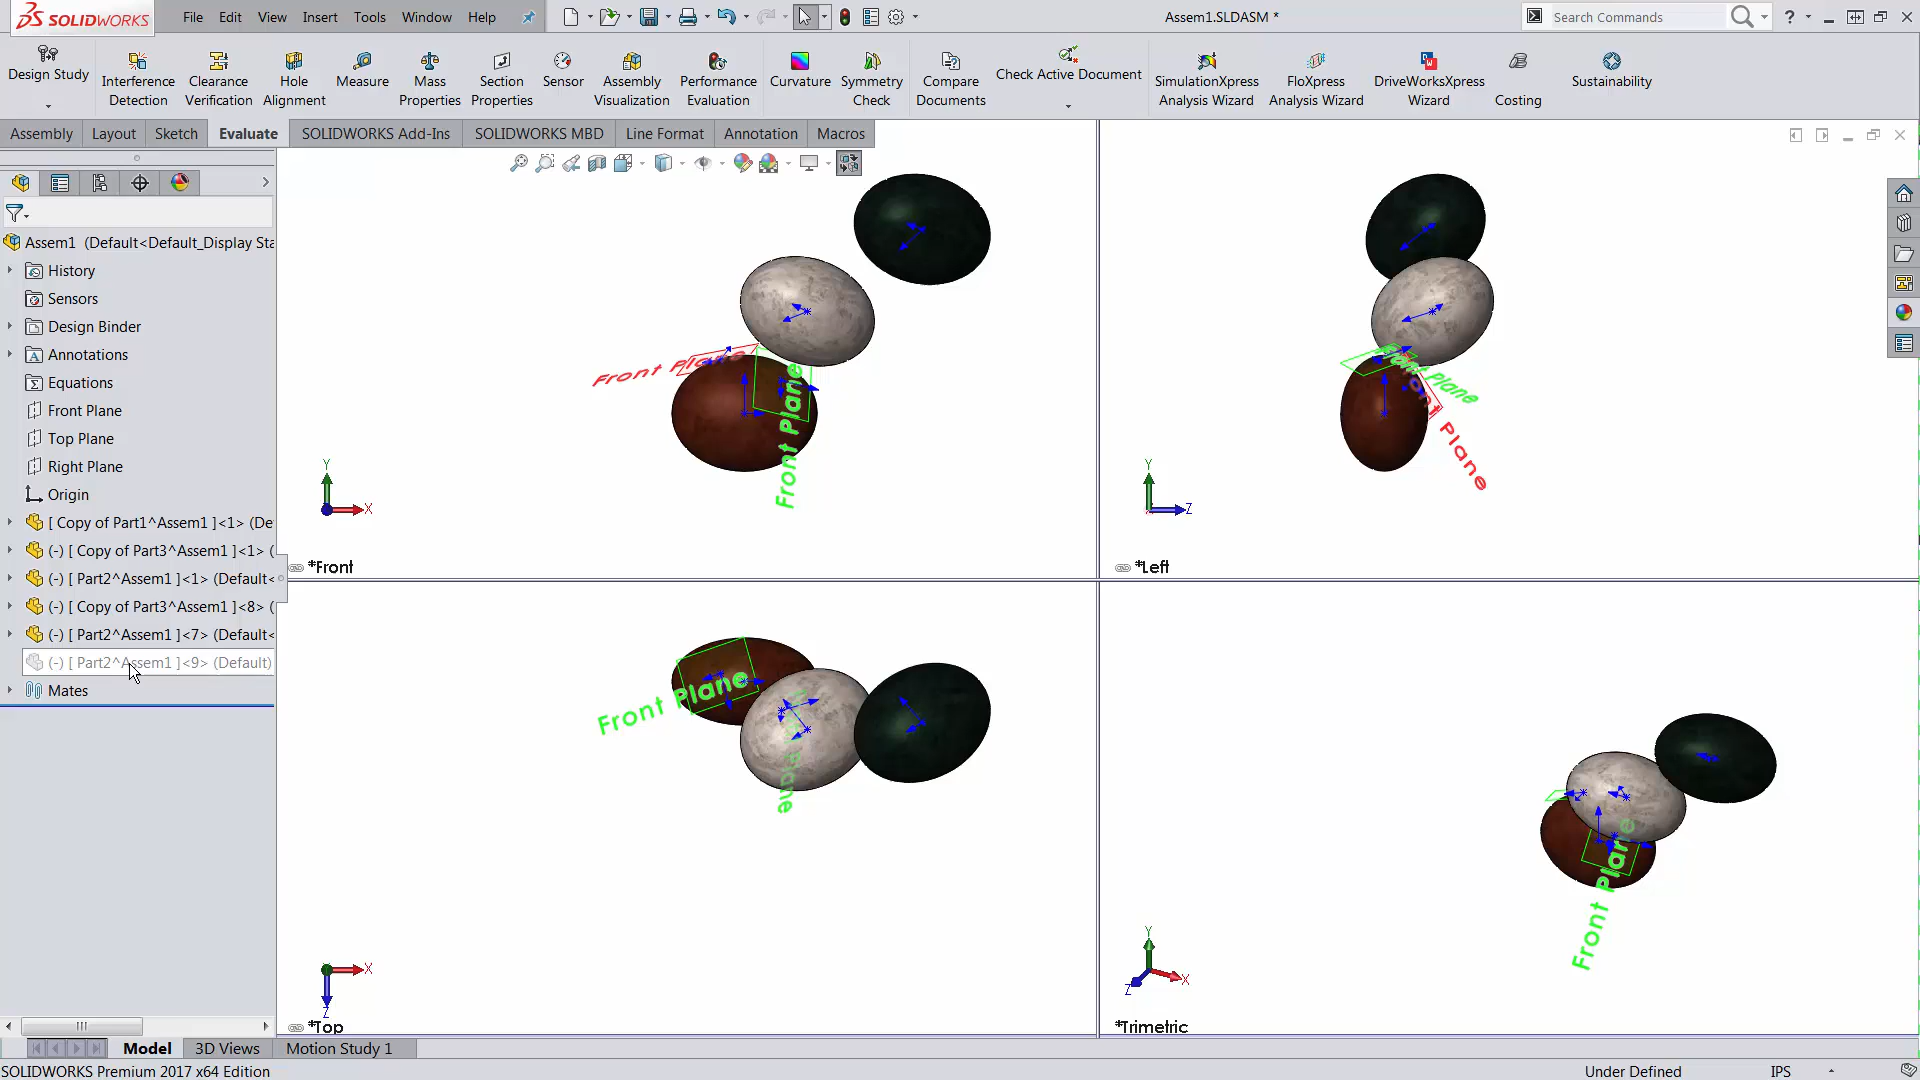 SOLIDWORKS File Edit View Insert Tools Window Help Assem1.SLDASM * Search Commands ?
Design Study
Interference Detection
Clearance Verification
Hole Alignment
Measure
Mass Properties
Section Properties
Sensor
Assembly Visualization
Performance Evaluation
Curvature
Symmetry Check
Compare Documents
Check Active Document
SimulationXpress Analysis Wizard
FloXpress Analysis Wizard
DriveWorksXpress Wizard
Costing
Sustainability
Assembly Layout Sketch Evaluate SOLIDWORKS Add-Ins SOLIDWORKS MBD Line Format Annotation Macros
Assem1 (Default<Default_Display Sta
History
Sensors
Design Binder
Annotations
Equations
Front Plane
Top Plane
Right Plane
Origin
[ Copy of Part1^Assem1 ]<1> (De
(-) [ Copy of Part3^Assem1 ]<1> (
(-) [ Part2^Assem1 ]<1> (Default<
(-) [ Copy of Part3^Assem1 ]<8> (
(-) [ Part2^Assem1 ]<7> (Default<
(-) [ Part2^Assem1 ]<9> (Default)
Mates
Front Plane
Front Plane
Y
X
*Front
Front Plane
Front Plane
Y
Z
*Left
Front Plane
Front Plane
X
Z
*Top
Front Plane
Y
X
Z
*Trimetric
Model 3D Views Motion Study 1
SOLIDWORKS Premium 2017 x64 Edition Under Defined IPS